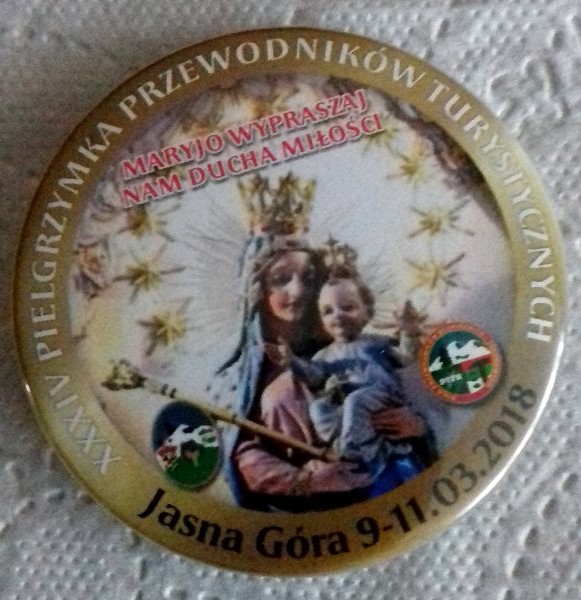 XXXIV PIELGRZYMKA PRZEWODNIKÓW TURYSTYCZNYCH
MARYJO WYPRASZAJ
NAM DUCHA MIŁOŚCI
Jasna Góra 9-11.03.2018